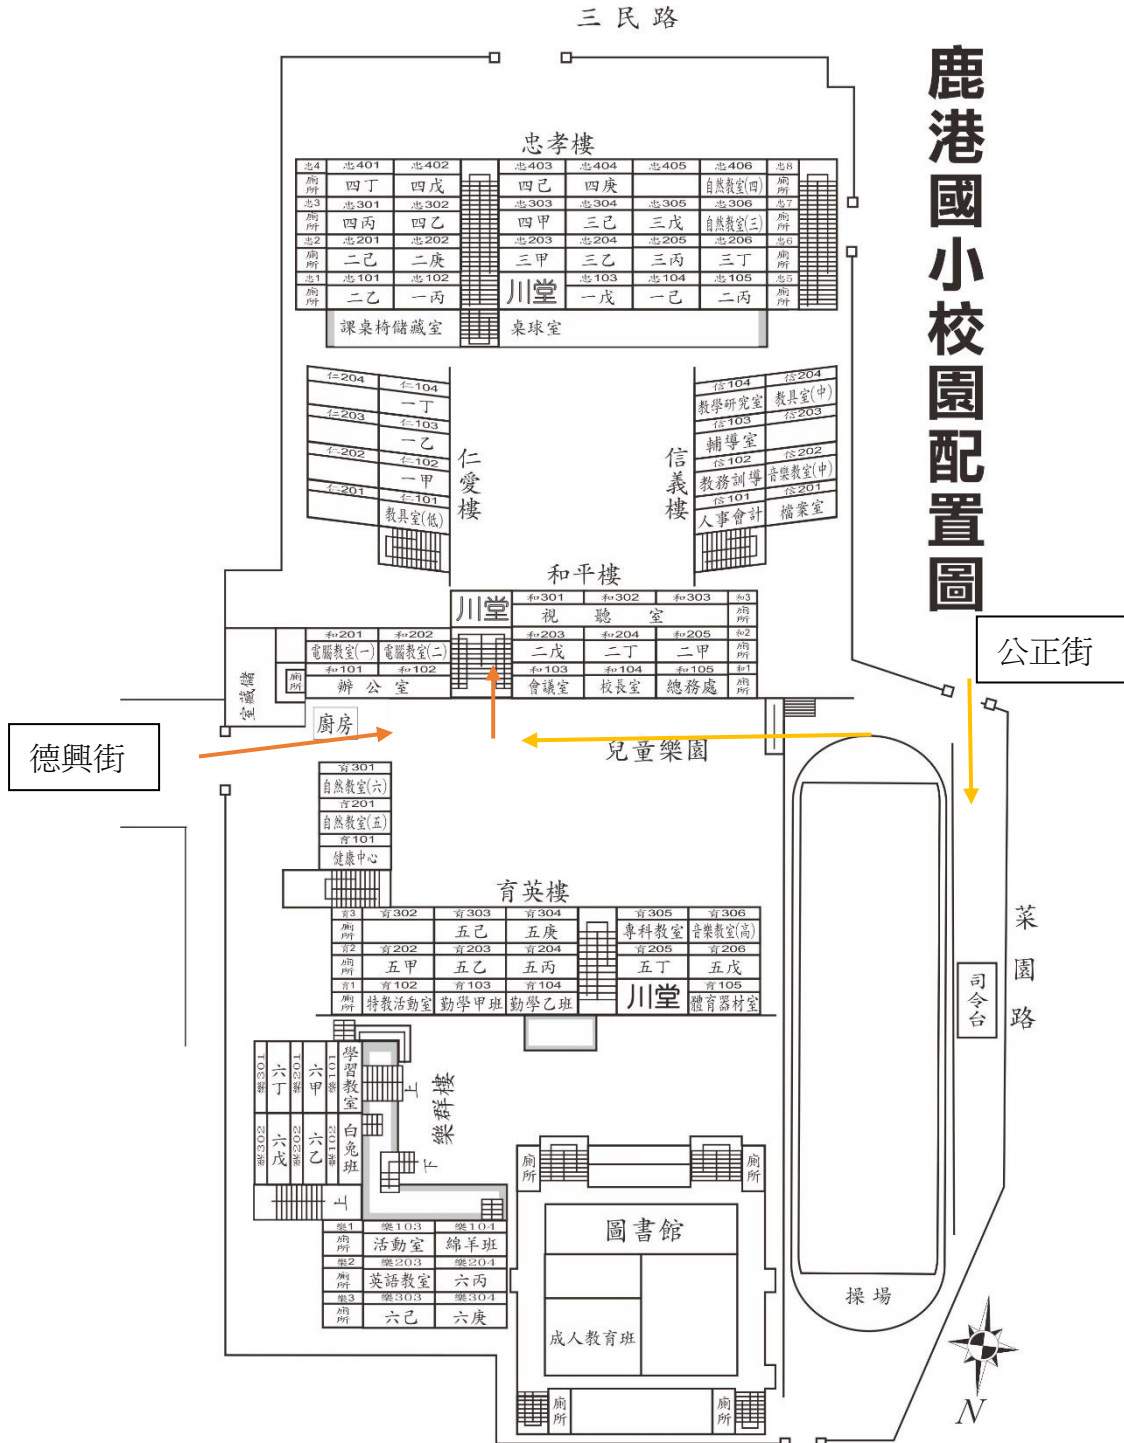 三民路
鹿港國小校園配置圖
忠孝樓
忠4 忠401 忠402 忠403 忠404 忠405 忠406 忠8
廁所 四丁 四戊 四己 四庚 自然教室(四) 廁所
忠3 忠301 忠302 忠303 忠304 忠305 忠306 忠7
廁所 四丙 四乙 四甲 三己 三戊 自然教室(三) 廁所
忠2 忠201 忠202 忠203 忠204 忠205 忠206 忠6
廁所 二己 二庚 三甲 三乙 三丙 三丁 廁所
忠1 忠101 忠102 川堂 忠103 忠104 忠105 忠5
廁所 二乙 一丙 一戊 一己 二丙 廁所
課桌椅儲藏室 桌球室
仁204 仁104
一丁
仁203 仁103
一乙
仁202 仁102
一甲
仁201 仁101
教具室(低)
仁愛樓
信義樓
信104 信204
教學研究室 教具室(中)
信103 信203
輔導室
信102 信202
教務訓導 音樂教室(中)
信101 信201
人事會計 檔案室
和平樓
川堂 和301 和302 和303 和3
視聽室 廁所
和201 和202 和203 和204 和205 和2
電腦教室(一) 電腦教室(二) 二戊 二丁 二甲 廁所
和101 和102 和103 和104 和105 和1
廁所 辦公室 會議室 校長室 總務處 廁所
室藏儲
廚房
公正街
德興街
兒童樂園
育301
自然教室(六)
育201
自然教室(五)
育101
健康中心
育英樓
育3 育302 育303 育304 育305 育306
廁所 五己 五庚 專科教室 音樂教室(高)
育2 育202 育203 育204 育205 育206
廁所 五甲 五乙 五丙 五丁 五戊
育1 育102 育103 育104 川堂 育105
廁所 特教活動室 勤學甲班 勤學乙班 體育器材室
菜園路
司令台
樂301 六丁 樂201 六甲 樂101 學習教室
樂302 六戊 樂202 六乙 樂102 白兔班
上
下
上
樂群樓
樂1 樂103 樂104
廁所 活動室 綿羊班
樂2 樂203 樂204
廁所 英語教室 六丙
樂3 樂303 樂304
廁所 六己 六庚
廁所 廁所
圖書館
成人教育班
廁所 廁所
操場
N